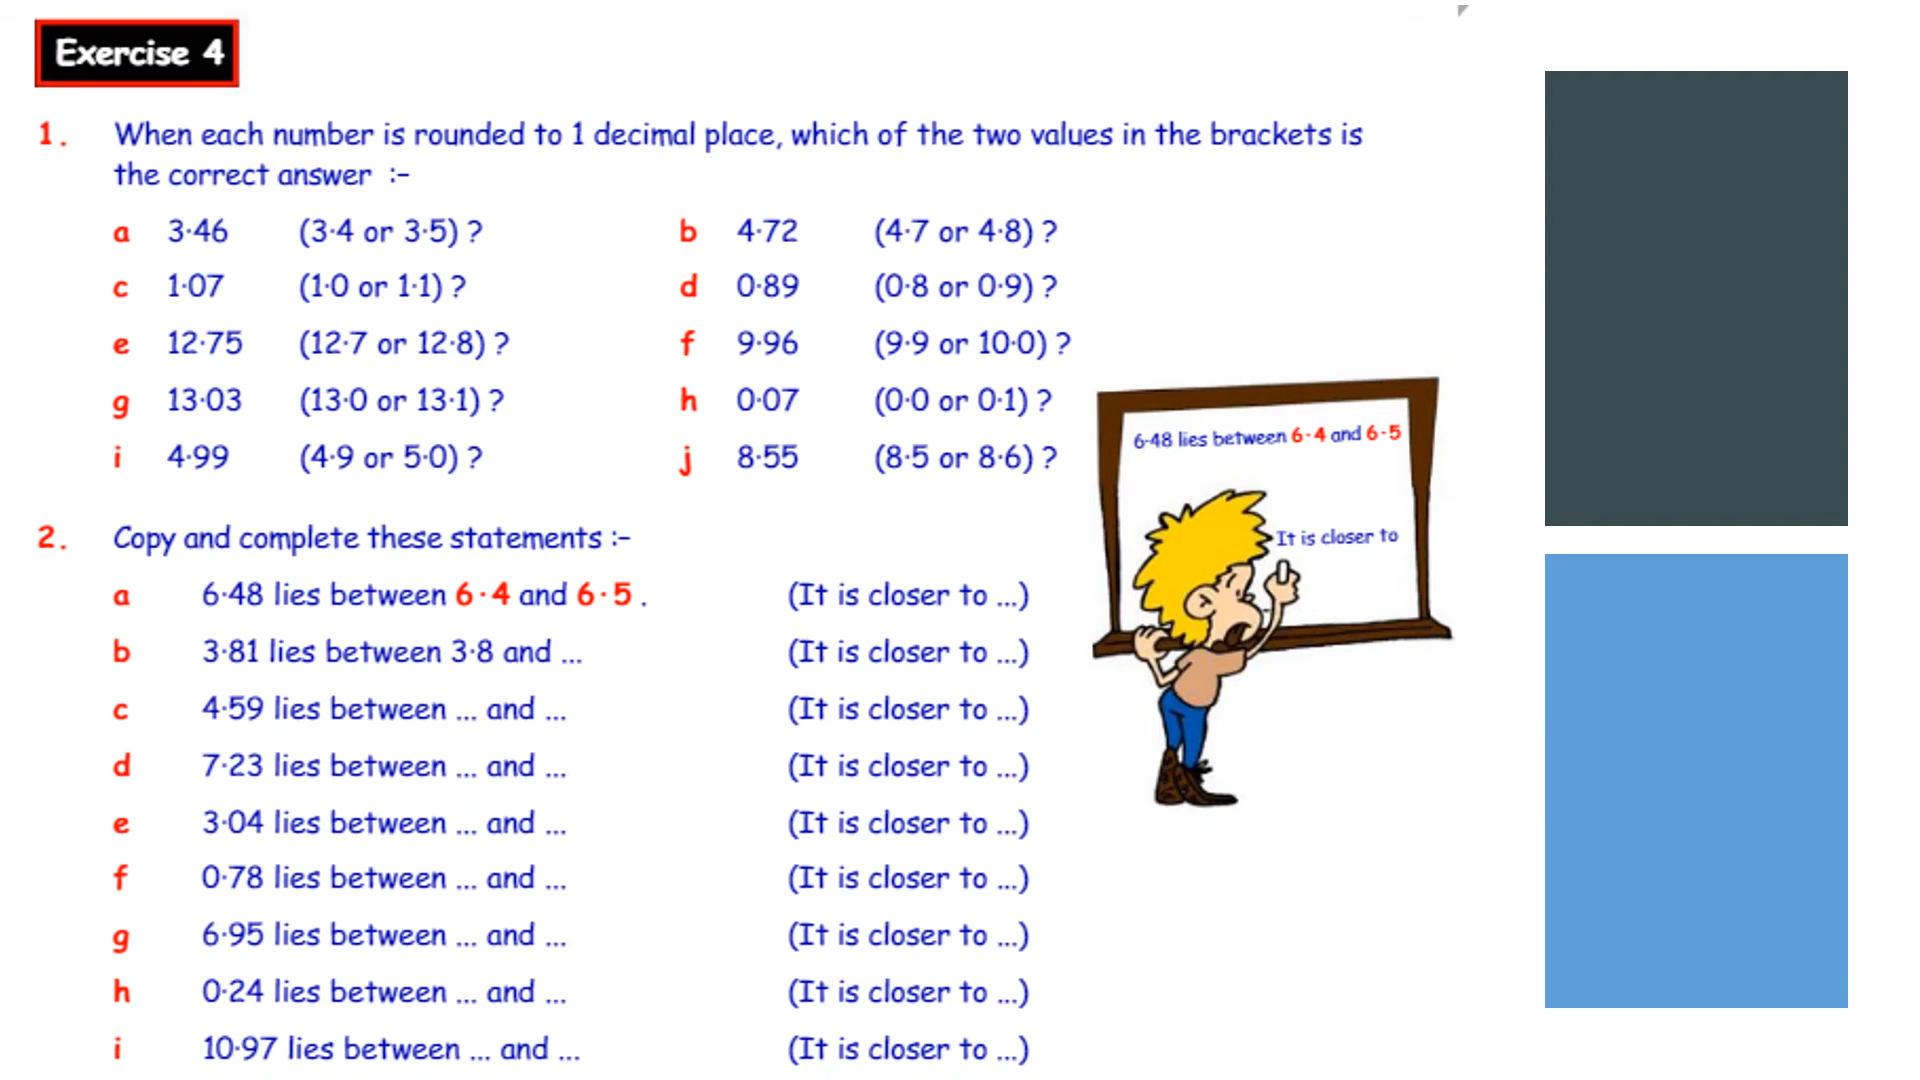 Exercise 4
1. When each number is rounded to 1 decimal place, which of the two values in the brackets is
the correct answer :-
a 3·46 (3·4 or 3·5) ? b 4·72 (4·7 or 4·8) ?
c 1·07 (1·0 or 1·1) ? d 0·89 (0·8 or 0·9) ?
e 12·75 (12·7 or 12·8) ? f 9·96 (9·9 or 10·0) ?
g 13·03 (13·0 or 13·1) ? h 0·07 (0·0 or 0·1) ?
i 4·99 (4·9 or 5·0) ? j 8·55 (8·5 or 8·6) ?
6·48 lies between 6·4 and 6·5
It is closer to
2. Copy and complete these statements :-
a 6·48 lies between 6·4 and 6·5 . (It is closer to ...)
b 3·81 lies between 3·8 and ... (It is closer to ...)
c 4·59 lies between ... and ... (It is closer to ...)
d 7·23 lies between ... and ... (It is closer to ...)
e 3·04 lies between ... and ... (It is closer to ...)
f 0·78 lies between ... and ... (It is closer to ...)
g 6·95 lies between ... and ... (It is closer to ...)
h 0·24 lies between ... and ... (It is closer to ...)
i 10·97 lies between ... and ... (It is closer to ...)